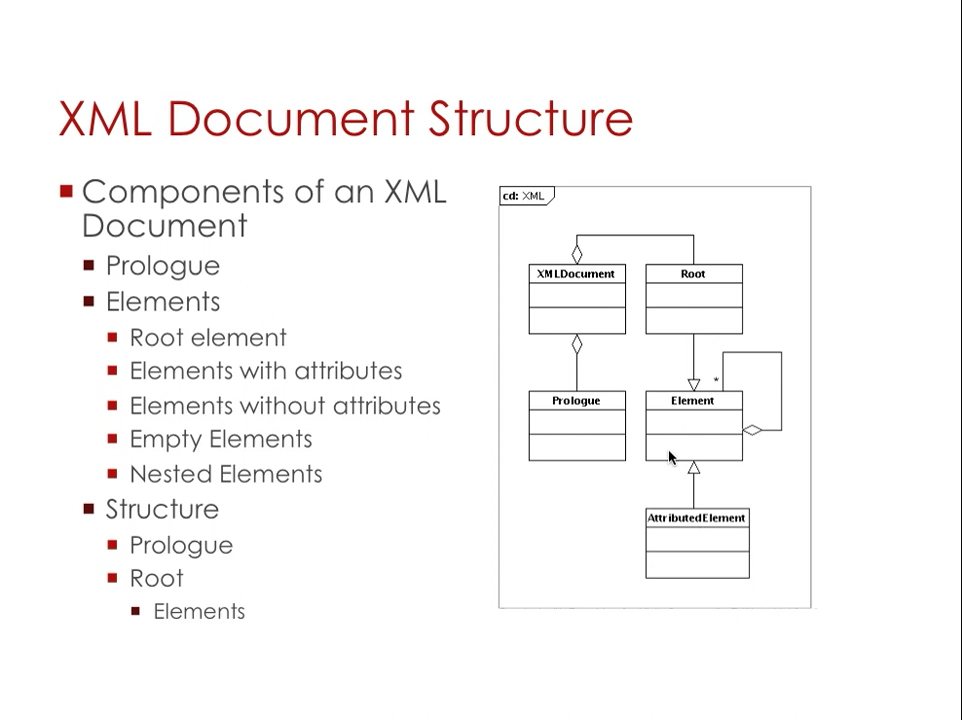 XML Document Structure
Components of an XML
Document
Prologue
Elements
Root element
Elements with attributes
Elements without attributes
Empty Elements
Nested Elements
Structure
Prologue
Root
Elements
cd: XML
XMLDocument
Root
*
Prologue
Element
AttributedElement